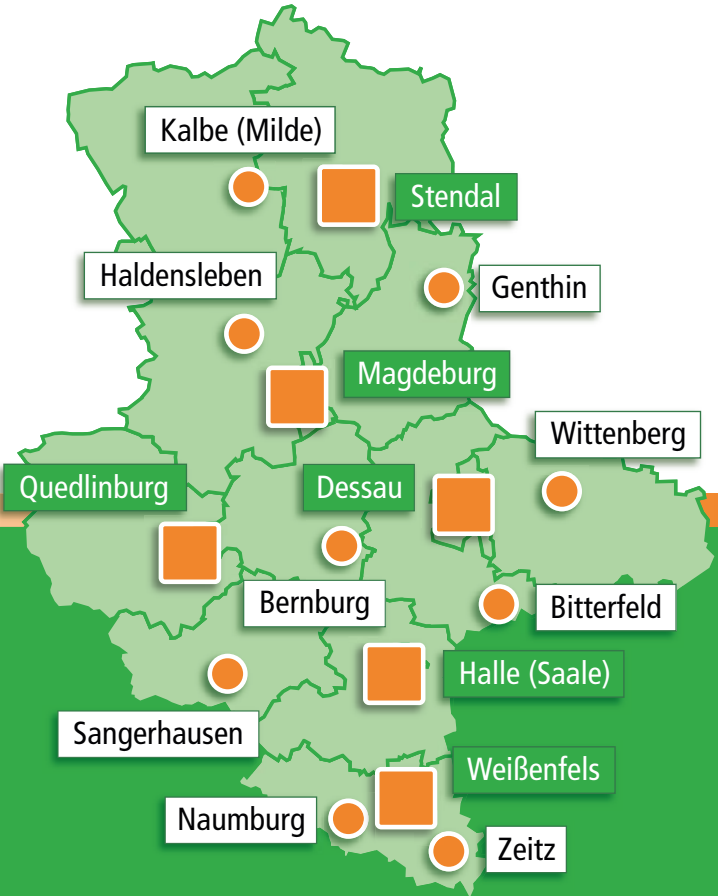 Kalbe (Milde)
Stendal
Haldensleben
Genthin
Magdeburg
Wittenberg
Quedlinburg
Dessau
Bernburg
Bitterfeld
Halle (Saale)
Sangerhausen
Weißenfels
Naumburg
Zeitz